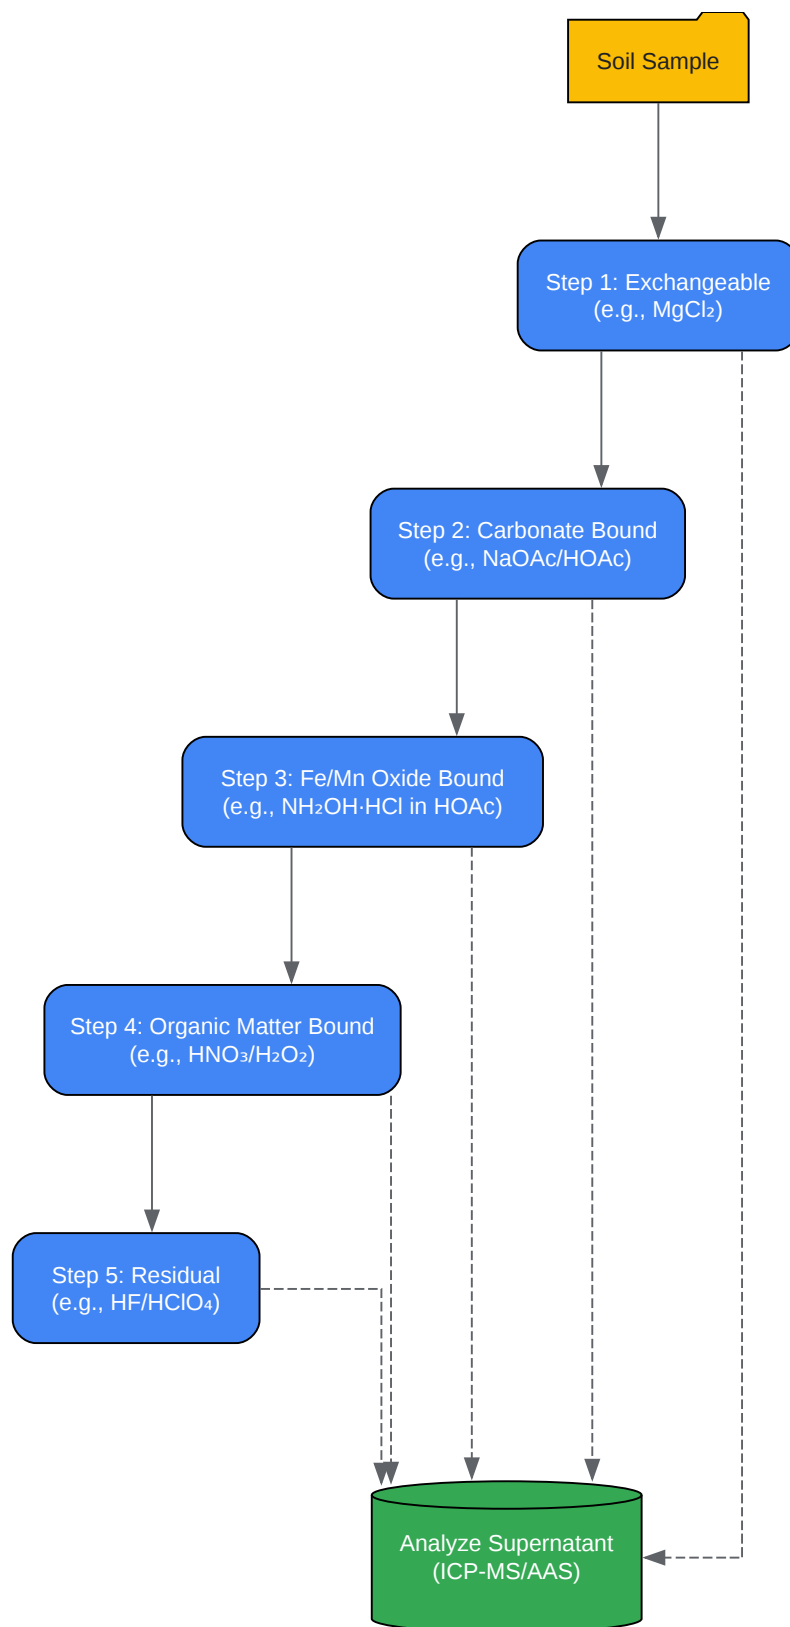 Soil Sample
Step 1: Exchangeable
(e.g., MgCl₂)
Step 2: Carbonate Bound
(e.g., NaOAc/HOAc)
Step 3: Fe/Mn Oxide Bound
(e.g., NH₂OH·HCl in HOAc)
Step 4: Organic Matter Bound
(e.g., HNO₃/H₂O₂)
Step 5: Residual
(e.g., HF/HClO₄)
Analyze Supernatant
(ICP-MS/AAS)